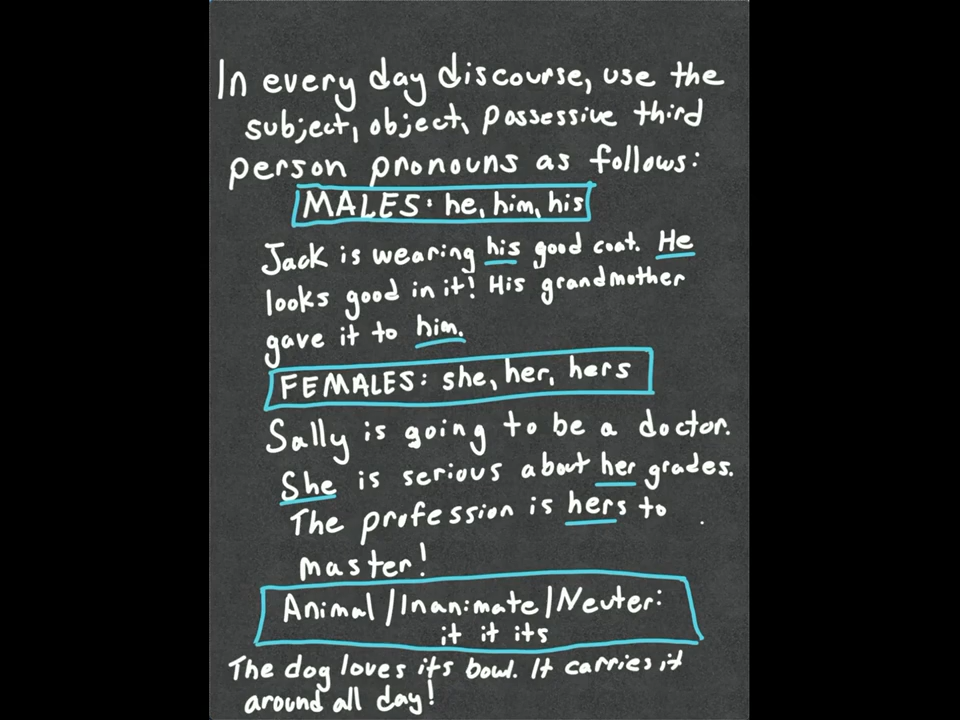 In every day discourse, use the
subject, object, possessive third
person pronouns as follows:
MALES: he, him, his
Jack is wearing his good coat. He
looks good in it! His grandmother
gave it to him.
FEMALES: she, her, hers
Sally is going to be a doctor.
She is serious about her grades.
The profession is hers to
master!
Animal/Inanimate/Neuter:
it it its
The dog loves its bowl. It carries it
around all day!